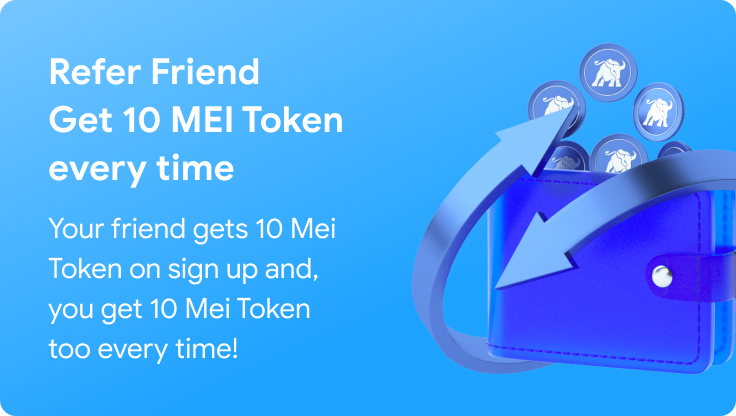 Refer Friend
Get 10 MEI Token
every time
Your friend gets 10 Mei
Token on sign up and,
you get 10 Mei Token
too every time!